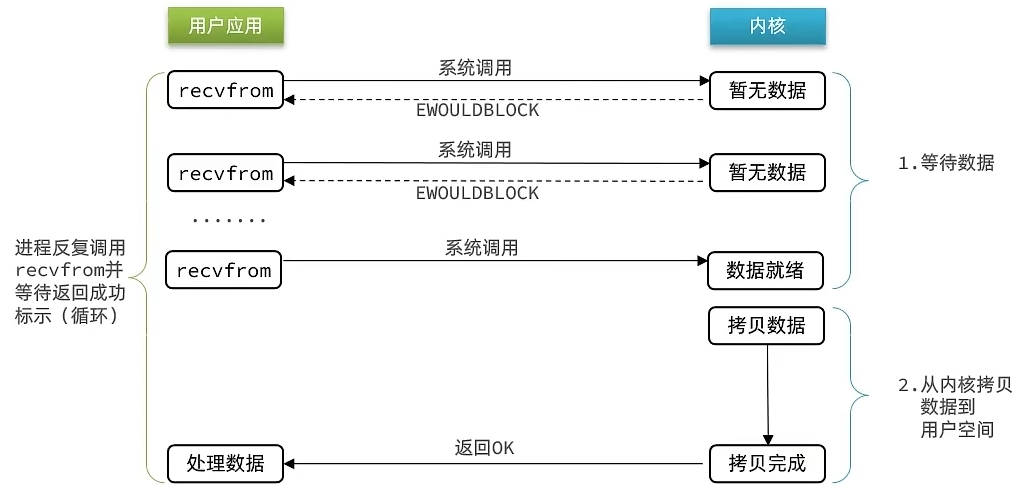 用户应用
内核
系统调用
recvfrom
暂无数据
EWOULDBLOCK
系统调用
recvfrom
暂无数据
EWOULDBLOCK
1.等待数据
.......
系统调用
recvfrom
数据就绪
进程反复调用
recvfrom并
等待返回成功
标示（循环）
拷贝数据
2.从内核拷贝
数据到
用户空间
返回OK
处理数据
拷贝完成